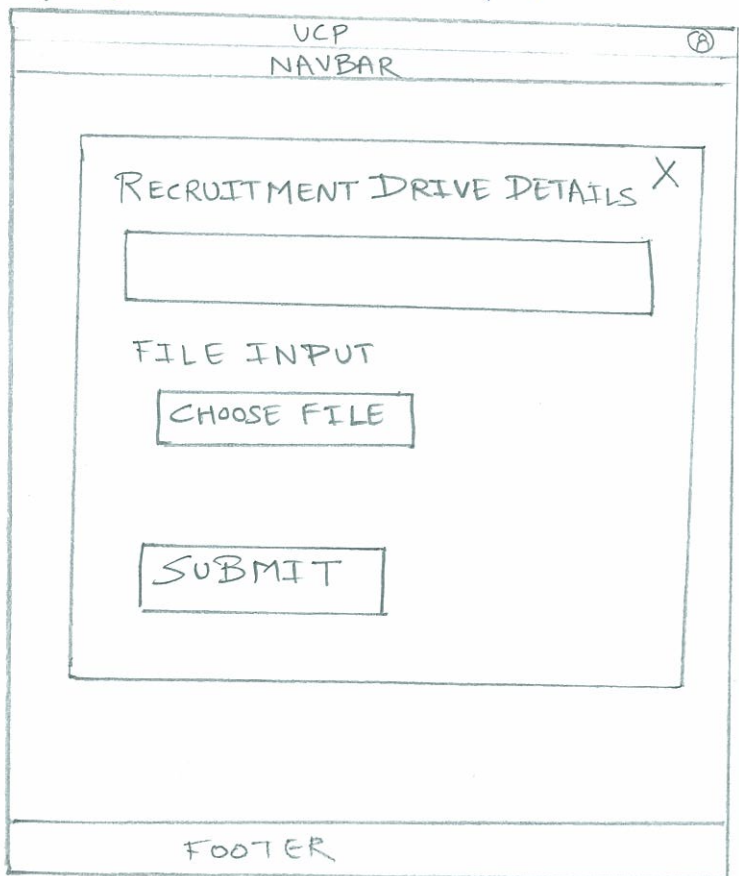 UCP
NAVBAR
RECRUITMENT DRIVE DETAILS X
FILE INPUT
CHOOSE FILE
SUBMIT
FOOTER